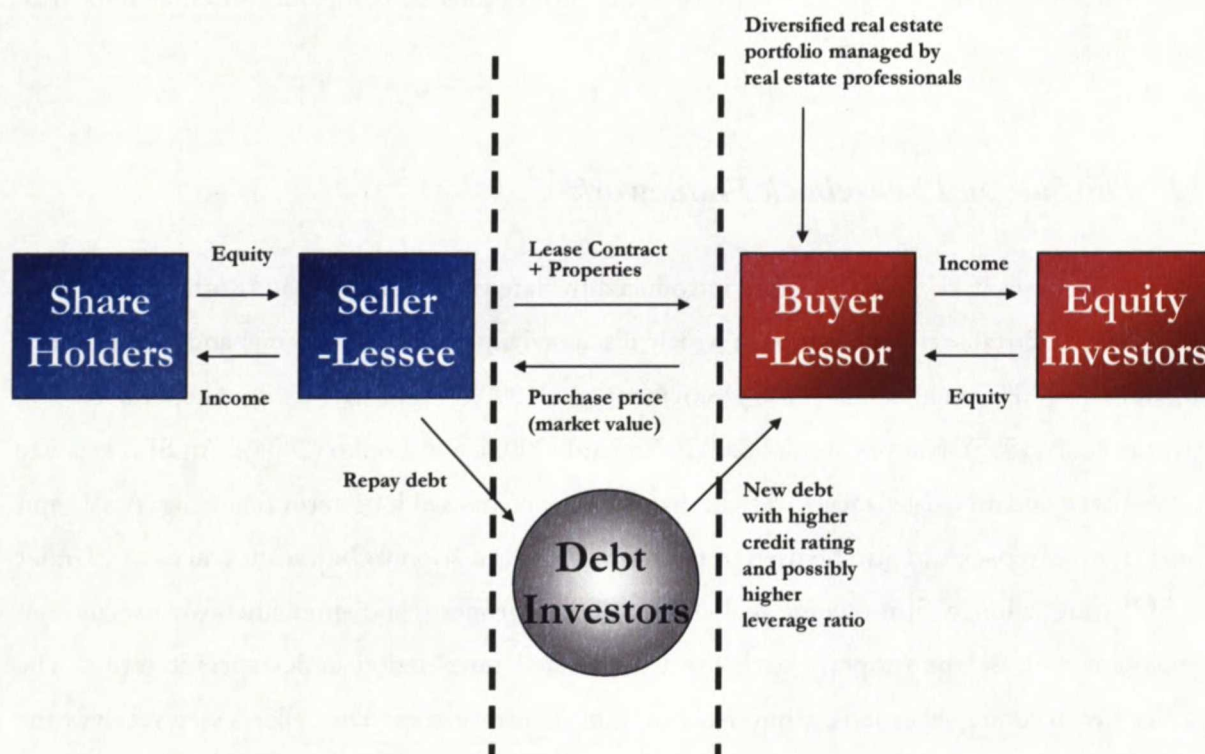 Diversified real estate
portfolio managed by
real estate professionals
Equity
Lease Contract
+ Properties
Income
Share
Holders
Seller
-Lessee
Buyer
-Lessor
Equity
Investors
Income
Purchase price
(market value)
Equity
Repay debt
New debt
with higher
credit rating
and possibly
higher
leverage ratio
Debt
Investors